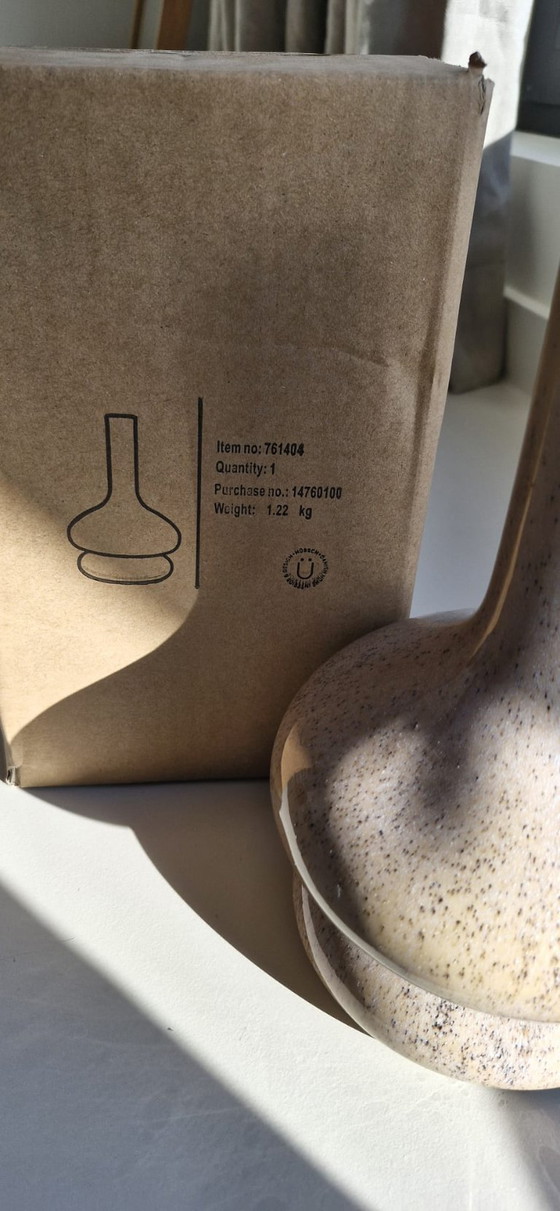 Item no: 761404
Quantity: 1
Purchase no.: 14760100
Weight: 1.22 kg